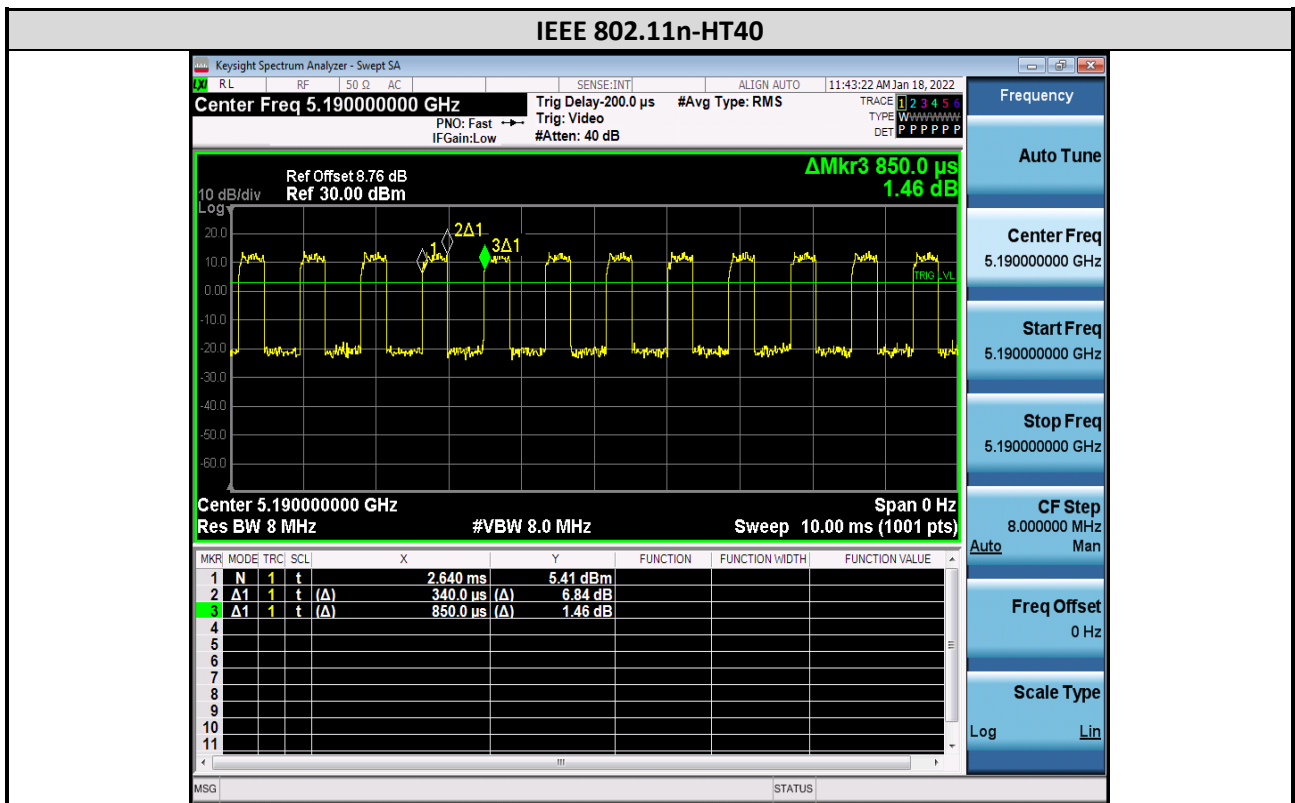 IEEE 802.11n-HT40
Keysight Spectrum Analyzer - Swept SA
LXI RL RF 50 Ω AC SENSE:INT ALIGN AUTO 11:43:22 AM Jan 18, 2022
Center Freq 5.190000000 GHz Trig Delay-200.0 µs #Avg Type: RMS TRACE 1 2 3 4 5 6
PNO: Fast Trig: Video TYPE WWWWWW
IFGain:Low #Atten: 40 dB DET P P P P P P
ΔMkr3 850.0 µs
1.46 dB
Ref Offset 8.76 dB
10 dB/div Ref 30.00 dBm
Log
20.0
10.0
0.00
-10.0
-20.0
-30.0
-40.0
-50.0
-60.0
1
2Δ1
3Δ1
TRIG LVL
Center 5.190000000 GHz Span 0 Hz
Res BW 8 MHz #VBW 8.0 MHz Sweep 10.00 ms (1001 pts)
MKR MODE TRC SCL X Y FUNCTION FUNCTION WIDTH FUNCTION VALUE
1 N 1 t 2.640 ms 5.41 dBm
2 Δ1 1 t (Δ) 340.0 µs (Δ) 6.84 dB
3 Δ1 1 t (Δ) 850.0 µs (Δ) 1.46 dB
4
5
6
7
8
9
10
11
MSG STATUS
Frequency
Auto Tune
Center Freq
5.190000000 GHz
Start Freq
5.190000000 GHz
Stop Freq
5.190000000 GHz
CF Step
8.000000 MHz
Auto Man
Freq Offset
0 Hz
Scale Type
Log Lin